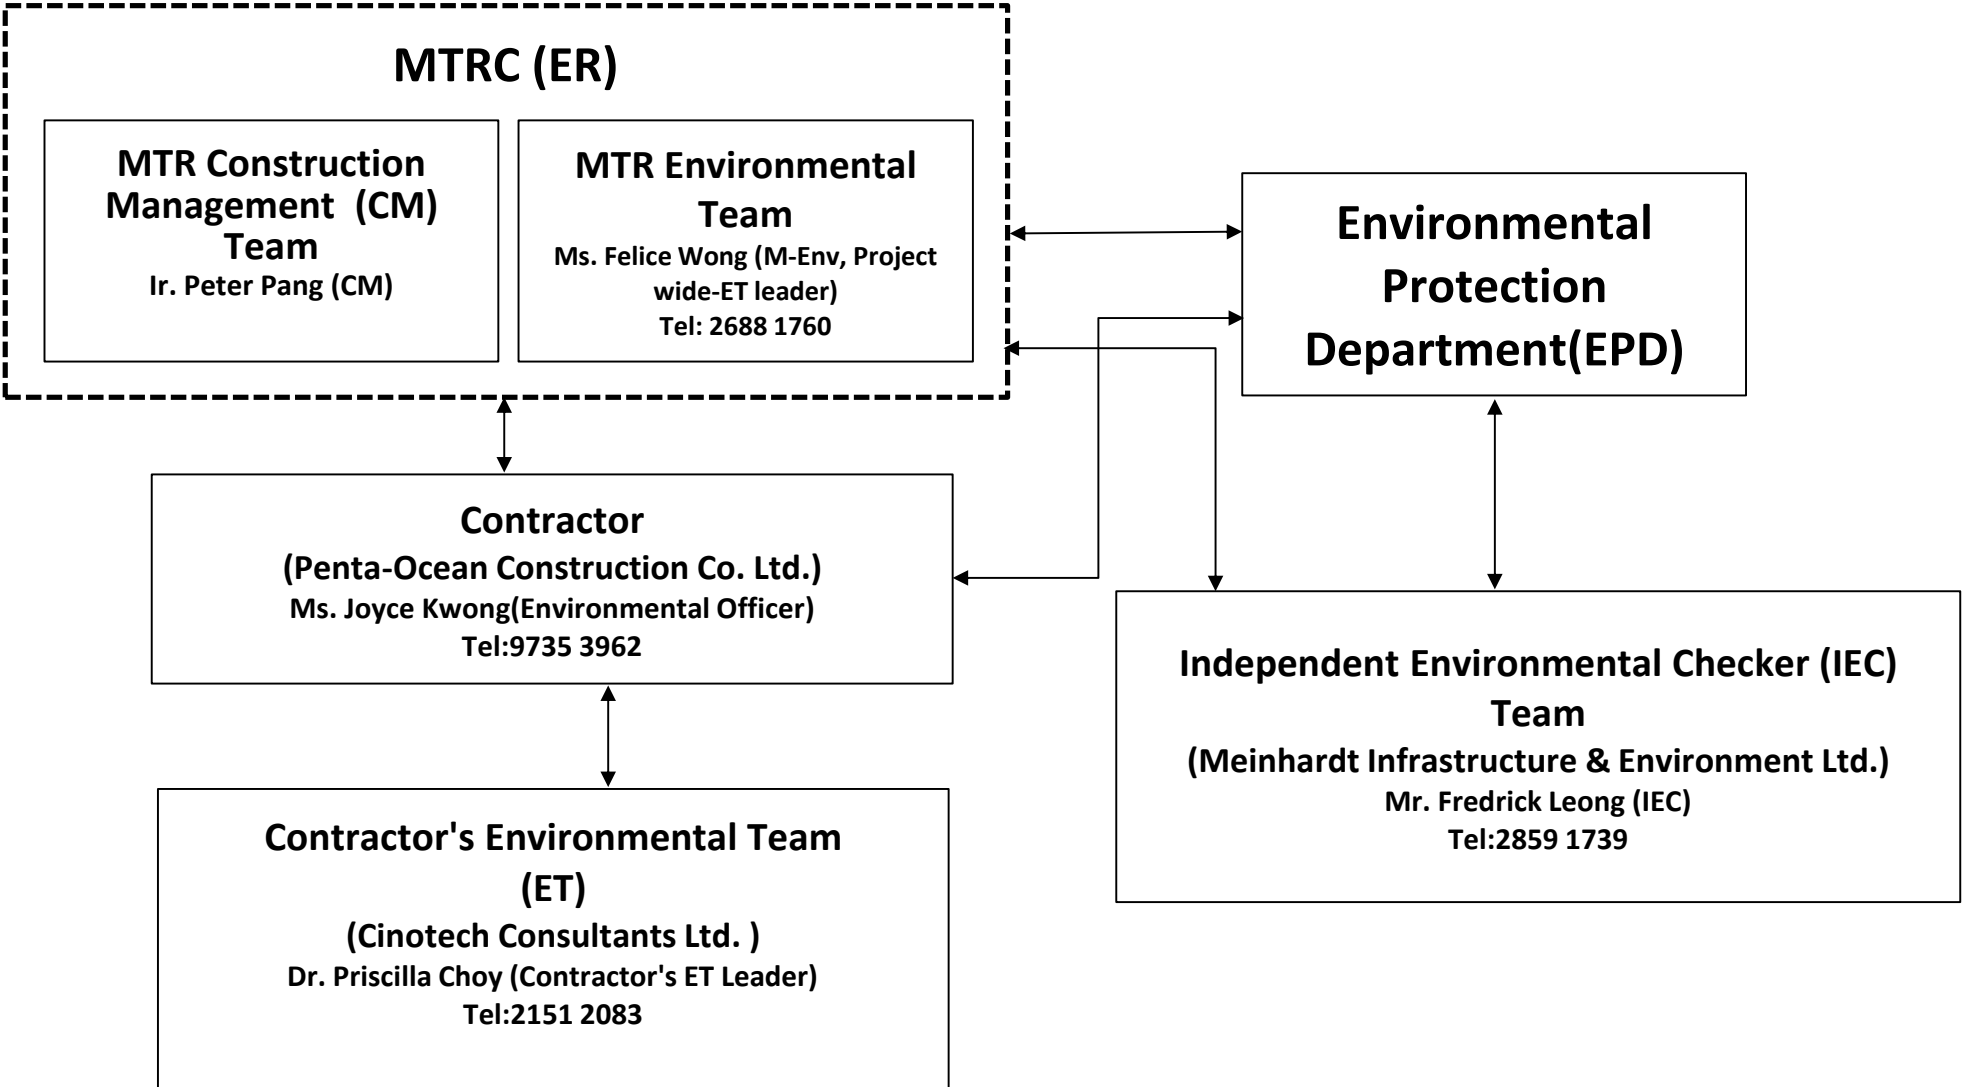 MTRC (ER)
MTR Construction
Management  (CM)
Team
Ir. Peter Pang (CM)
MTR Environmental
Team
Ms. Felice Wong (M-Env, Project
wide-ET leader)
Tel: 2688 1760
Environmental
Protection
Department(EPD)
Contractor
(Penta-Ocean Construction Co. Ltd.)
Ms. Joyce Kwong(Environmental Officer)
Tel:9735 3962
Independent Environmental Checker (IEC)
Team
(Meinhardt Infrastructure & Environment Ltd.)
Mr. Fredrick Leong (IEC)
Tel:2859 1739
Contractor's Environmental Team
(ET)
(Cinotech Consultants Ltd. )
Dr. Priscilla Choy (Contractor's ET Leader)
Tel:2151 2083